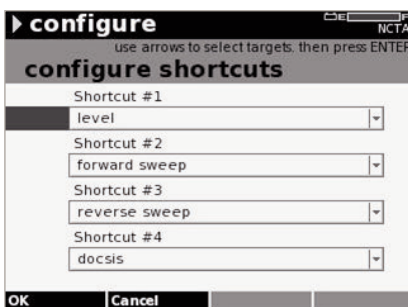 configure
E F
NCTA
use arrows to select targets. then press ENTER
configure shortcuts
Shortcut #1
level
Shortcut #2
forward sweep
Shortcut #3
reverse sweep
Shortcut #4
docsis
OK Cancel